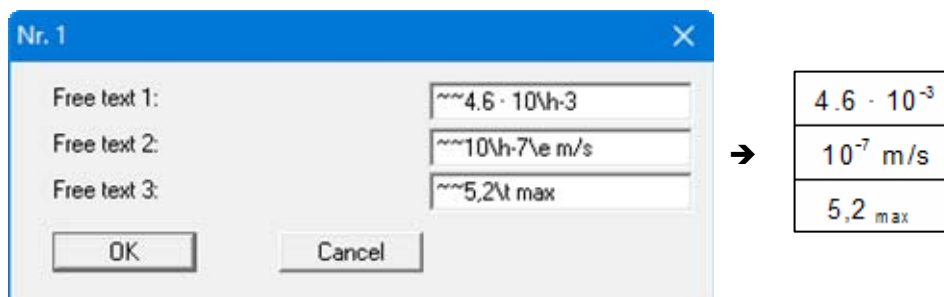 Nr. 1
Free text 1: ~~4.6 · 10\h-3
Free text 2: ~~10\h-7\e m/s
Free text 3: ~~5,2\t max
OK Cancel
➔
4.6 · 10⁻³
10⁻⁷ m/s
5,2 max